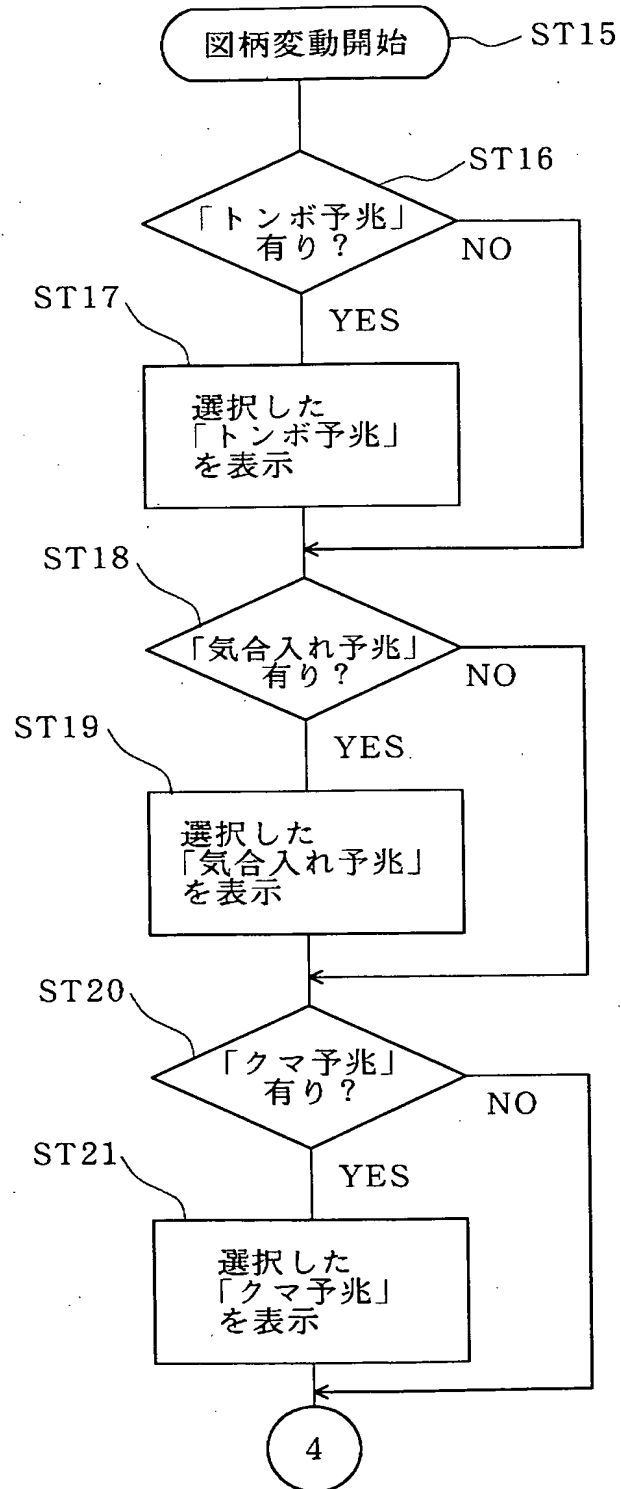 図柄変動開始
ST15
ST16
「トンボ予兆」
有り？
NO
ST17
YES
選択した
「トンボ予兆」
を表示
ST18
「気合入れ予兆」
有り？
NO
ST19
YES
選択した
「気合入れ予兆」
を表示
ST20
「クマ予兆」
有り？
NO
ST21
YES
選択した
「クマ予兆」
を表示
4